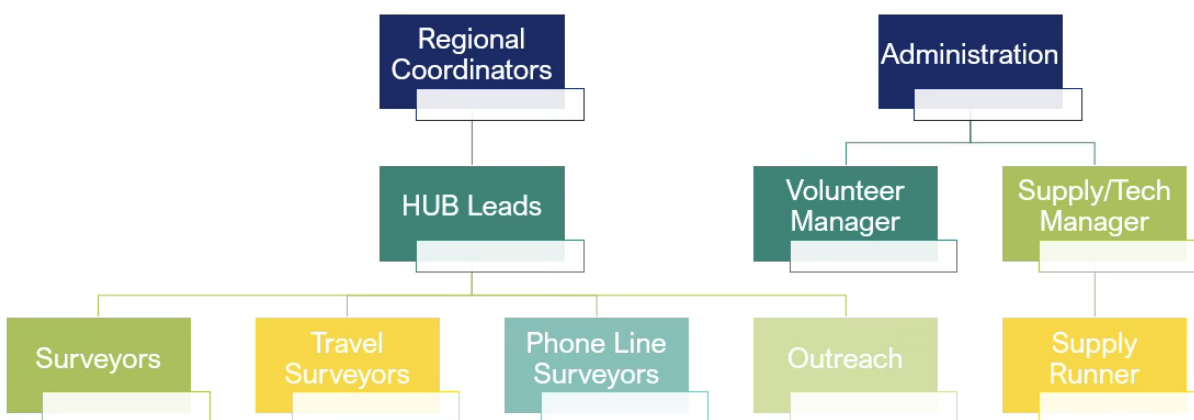 Regional
Coordinators
Administration
HUB Leads
Volunteer
Manager
Supply/Tech
Manager
Surveyors
Travel
Surveyors
Phone Line
Surveyors
Outreach
Supply
Runner